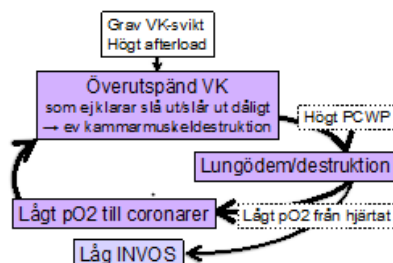 Grav VK-svikt
Högt afterload
Överutspänd VK
som ej klarar slå ut/slår ut dåligt
→ ev kammarmuskeldestruktion
Högt PCWP
Lungödem/destruktion
Lågt pO2 till coronarer
Lågt pO2 från hjärtat
Låg INVOS